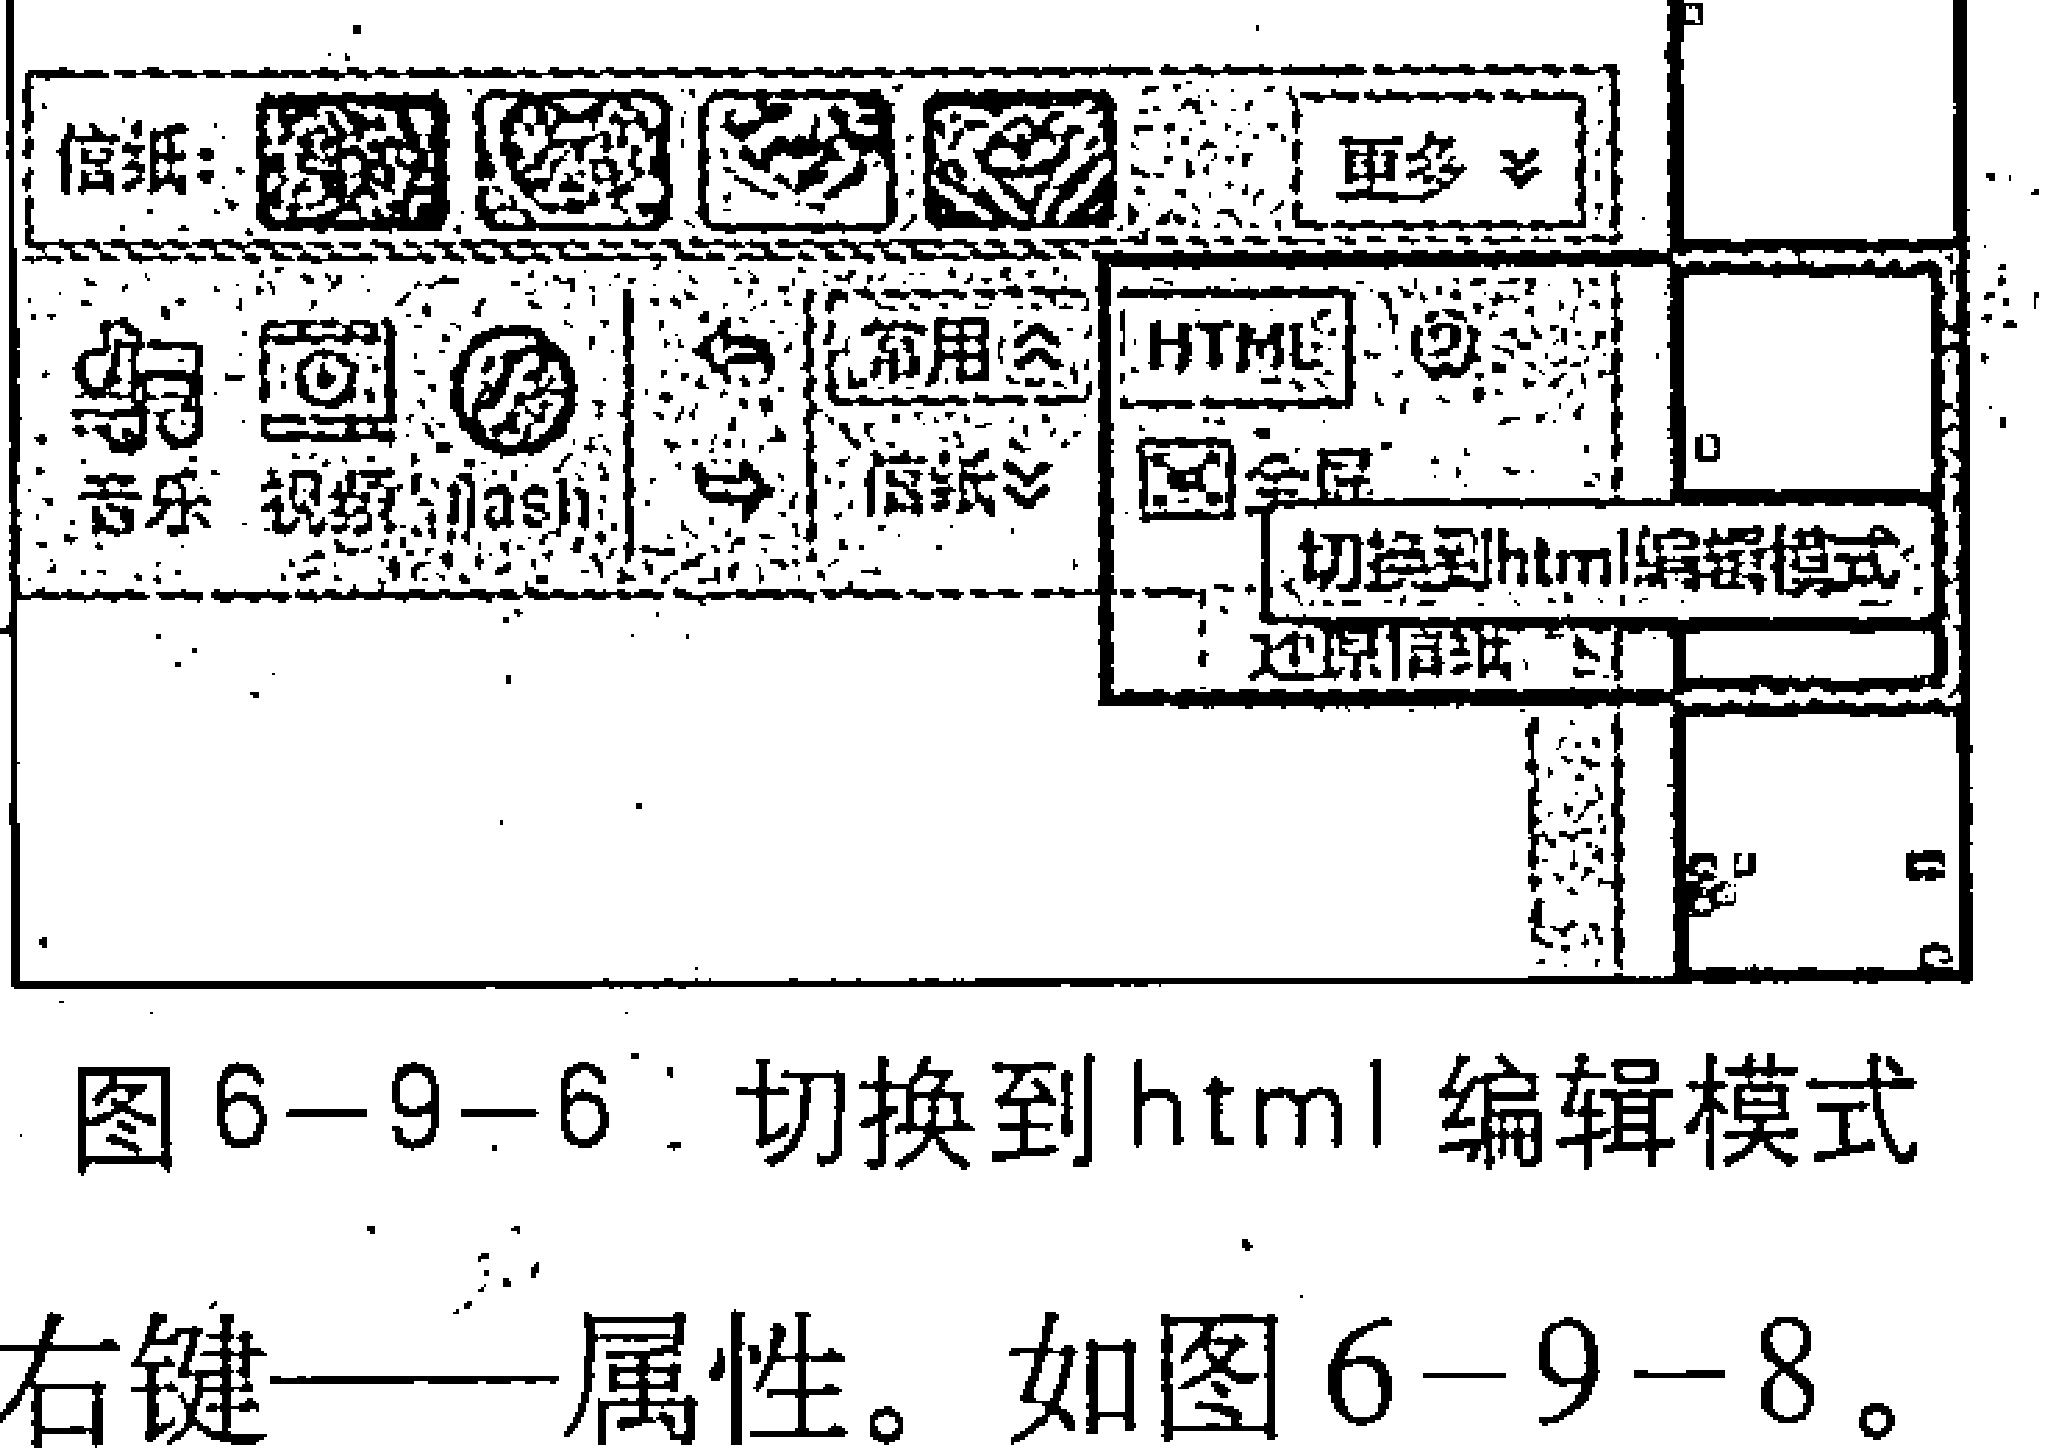 信纸： 更多
常用 HTML
音乐 视频 flash 信纸 全屏
切换到html编辑模式
还原信纸
图6—9—6 切换到html编辑模式
右键——属性。如图6—9—8。